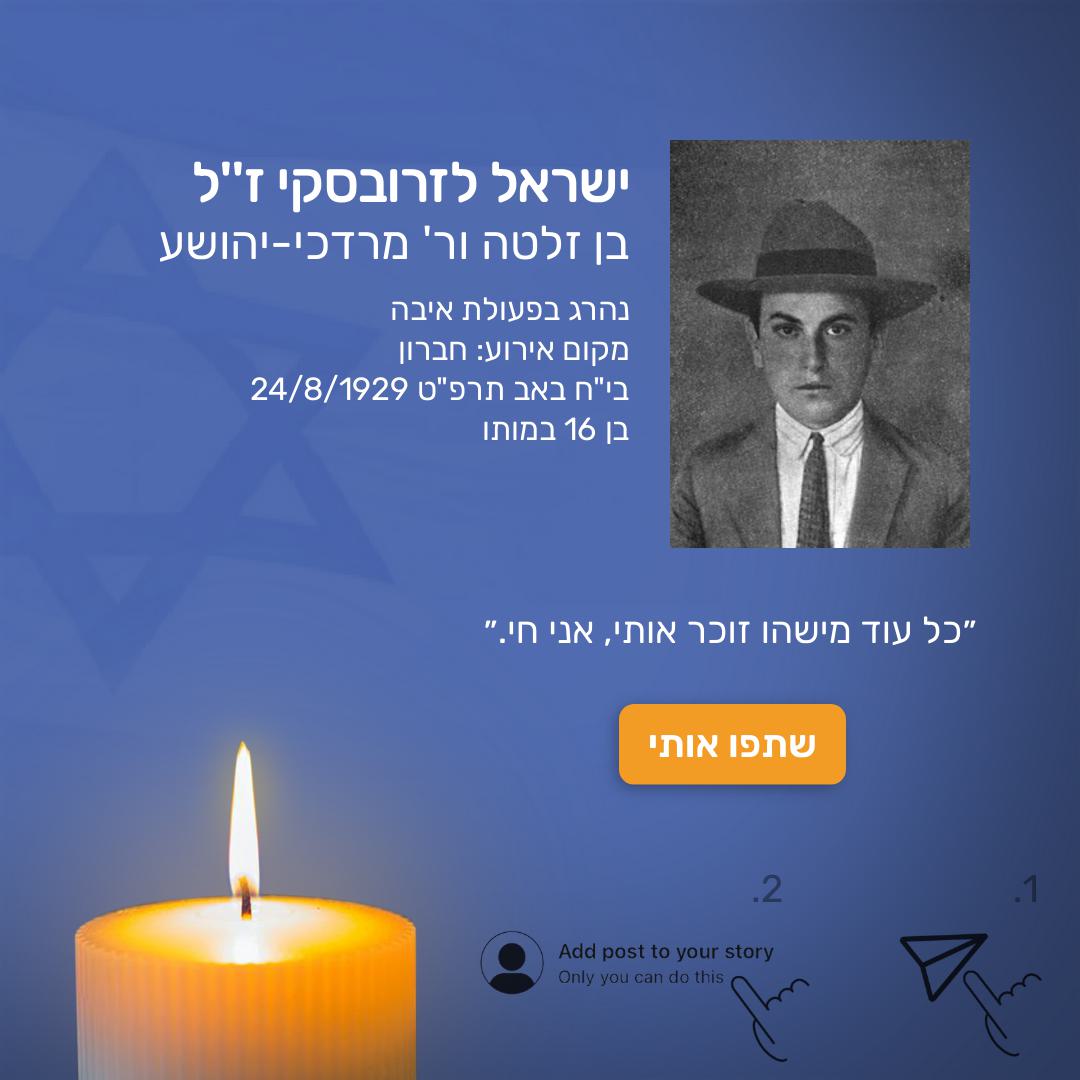 ישראל לזרובסקי ז"ל
בן זלטה ור' מרדכי-יהושע
נהרג בפעולת איבה
מקום אירוע: חברון
בי"ח באב תרפ"ט 24/8/1929
בן 16 במותו
״כל עוד מישהו זוכר אותי, אני חי.״
שתפו אותי
.1
.2
Add post to your story
Only you can do this